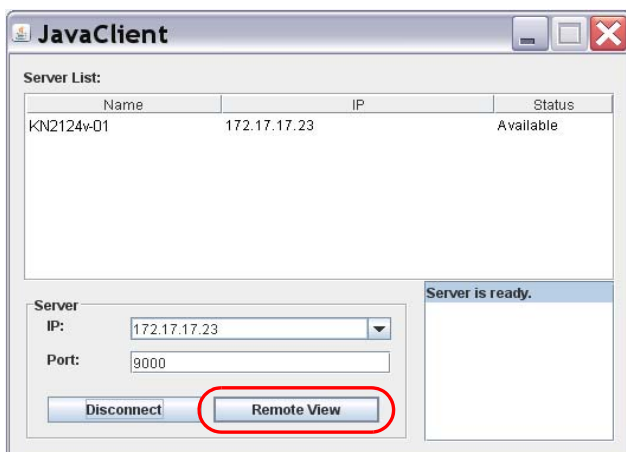 JavaClient
Server List:
Name IP Status
KN2124v-01 172.17.17.23 Available
Server is ready.
Server
IP: 172.17.17.23
Port: 9000
Disconnect Remote View